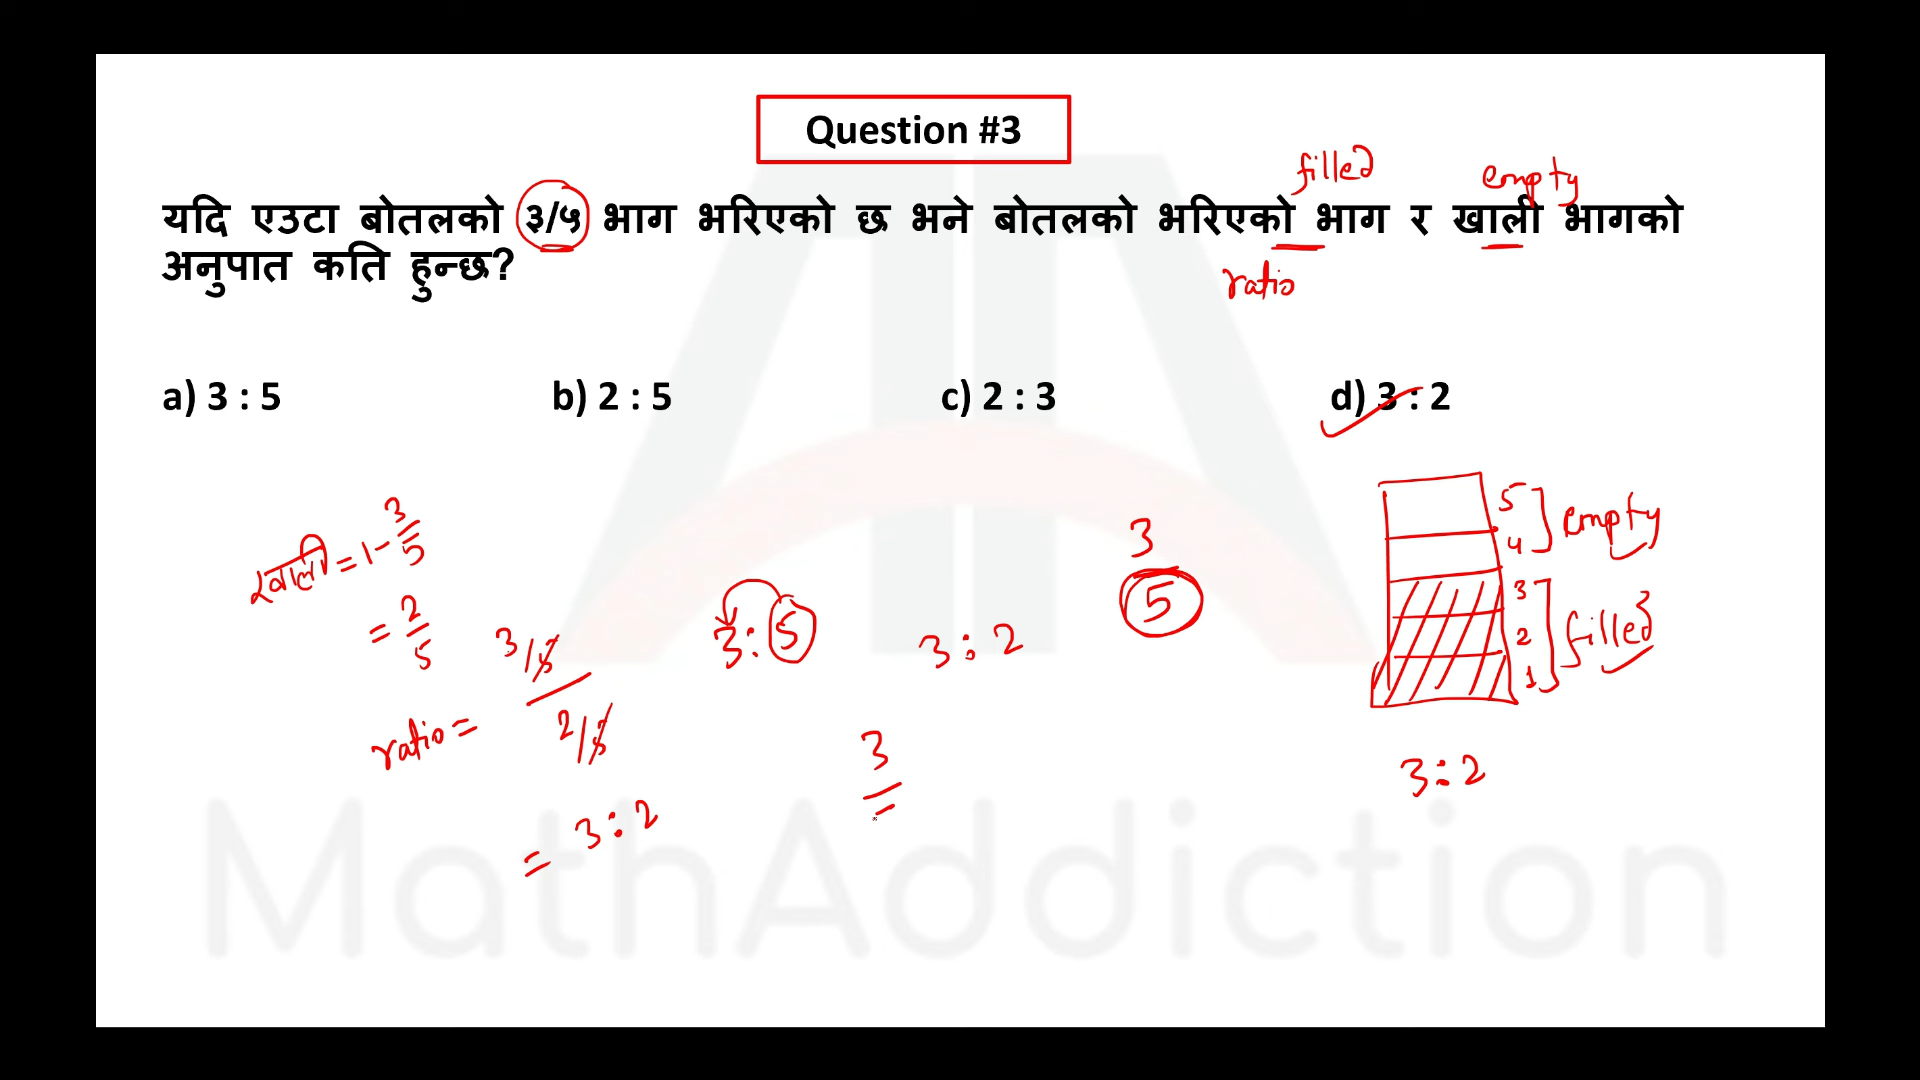 Question #3
filled empty
यदि एउटा बोतलको ३/५ भाग भरिएको छ भने बोतलको भरिएको भाग र खाली भागको
अनुपात कति हुन्छ?
ratio
a) 3 : 5 b) 2 : 5 c) 2 : 3 d) 3 : 2
खाली = 1 - 3/5
= 2/5
ratio = 3/5 / 2/5
= 3 : 2
3 : 5
3 : 2
3
3
5
5
4
empty
3
2
1
filled
3 : 2
MathAddiction